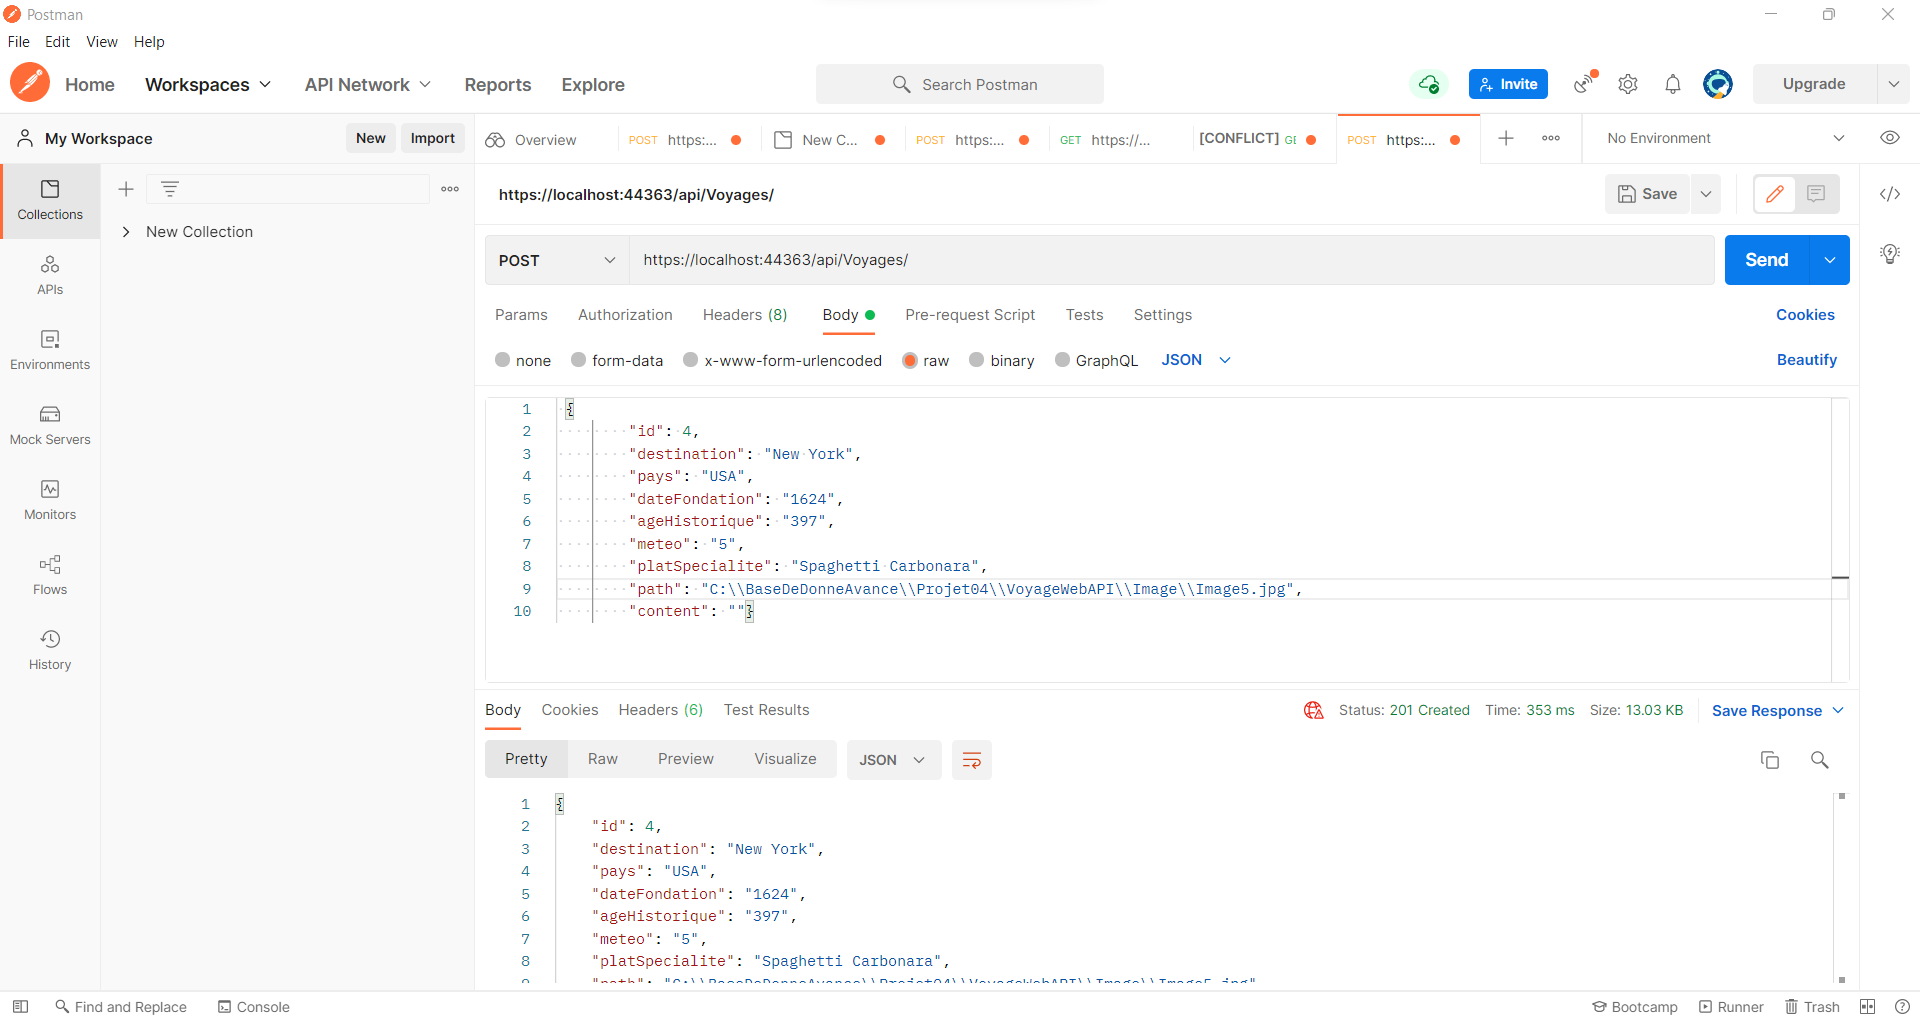 Postman
File Edit View Help
Home Workspaces API Network Reports Explore Search Postman Invite Upgrade
My Workspace New Import Overview POST https:... New C... POST https:... GET https://... [CONFLICT] GE POST https:... No Environment
Collections
New Collection
APIs
Environments
Mock Servers
Monitors
Flows
History
https://localhost:44363/api/Voyages/ Save
POST https://localhost:44363/api/Voyages/ Send
Params Authorization Headers (8) Body Pre-request Script Tests Settings Cookies
none form-data x-www-form-urlencoded raw binary GraphQL JSON Beautify
1 {
2 "id": 4,
3 "destination": "New York",
4 "pays": "USA",
5 "dateFondation": "1624",
6 "ageHistorique": "397",
7 "meteo": "5",
8 "platSpecialite": "Spaghetti Carbonara",
9 "path": "C:\\BaseDeDonneAvance\\Projet04\\VoyageWebAPI\\Image\\Image5.jpg",
10 "content": ""}
Body Cookies Headers (6) Test Results Status: 201 Created Time: 353 ms Size: 13.03 KB Save Response
Pretty Raw Preview Visualize JSON
1 {
2 "id": 4,
3 "destination": "New York",
4 "pays": "USA",
5 "dateFondation": "1624",
6 "ageHistorique": "397",
7 "meteo": "5",
8 "platSpecialite": "Spaghetti Carbonara",
9 "path": "C:\\BaseDeDonneAvance\\Projet04\\VoyageWebAPI\\Image\\Image5.jpg"
Find and Replace Console Bootcamp Runner Trash